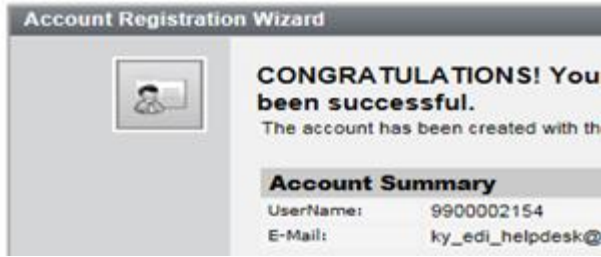 Account Registration Wizard
CONGRATULATIONS! You
been successful.
The account has been created with th
Account Summary
UserName: 9900002154
E-Mail: ky_edi_helpdesk@